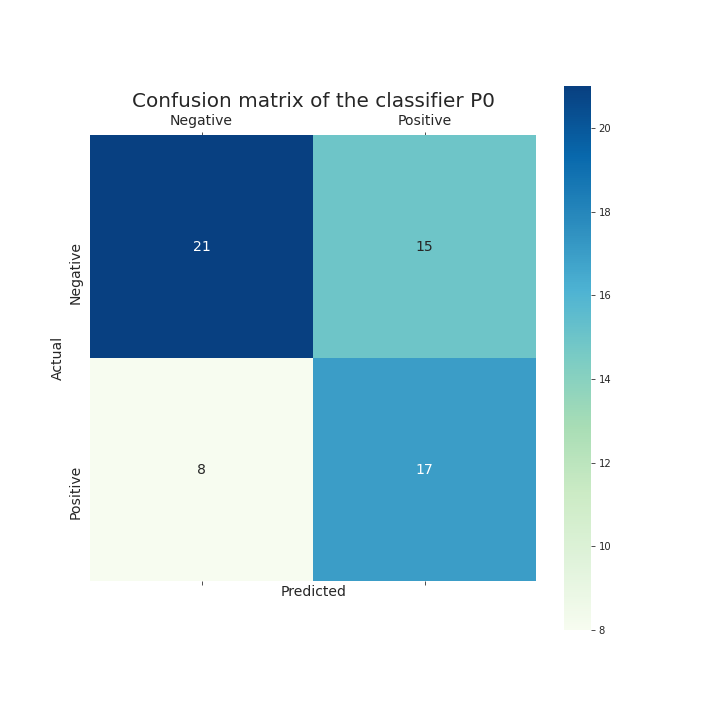 Confusion matrix of the classifier P0
Negative Positive
20
18
16
14
12
10
8
Actual
Negative
Positive
21 15
8 17
Predicted